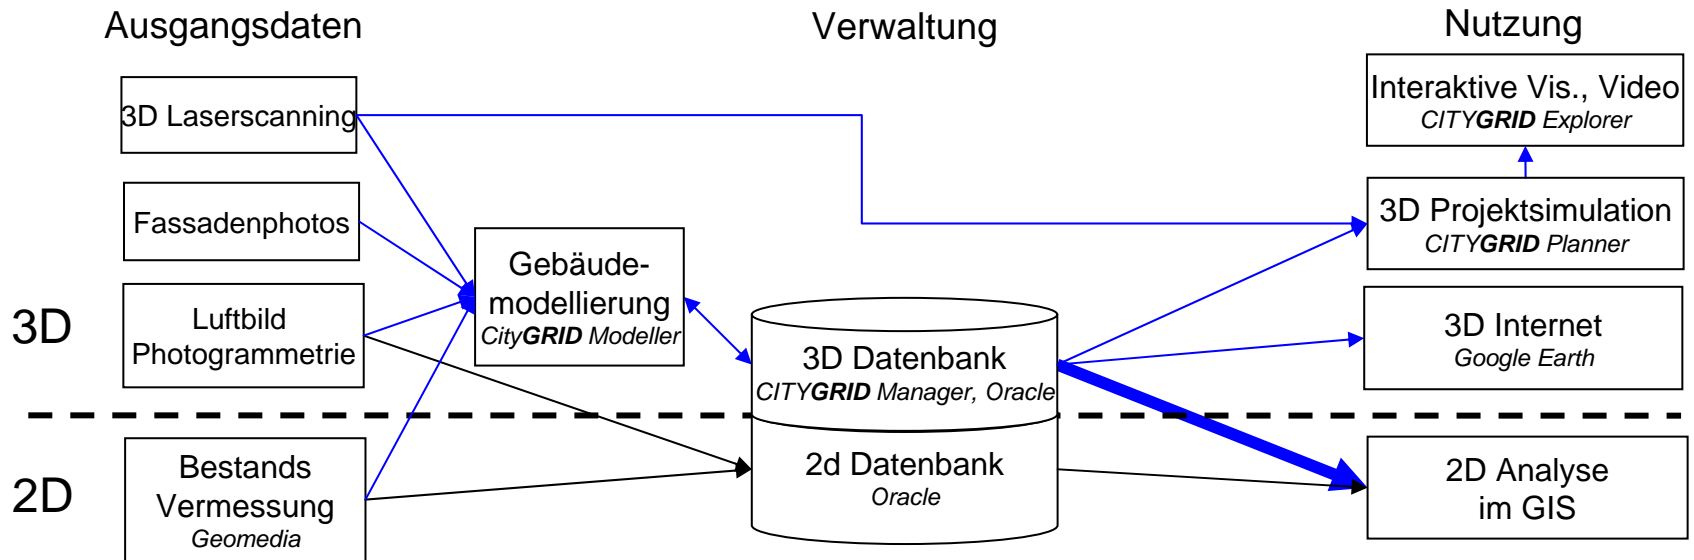 Ausgangsdaten
Verwaltung
Nutzung
3D Laserscanning
Interaktive Vis., Video
CITYGRID Explorer
Fassadenphotos
3D Projektsimulation
CITYGRID Planner
Gebäude-
modellierung
CityGRID Modeller
3D
Luftbild
Photogrammetrie
3D Datenbank
CITYGRID Manager, Oracle
3D Internet
Google Earth
2D
Bestands
Vermessung
Geomedia
2d Datenbank
Oracle
2D Analyse
im GIS